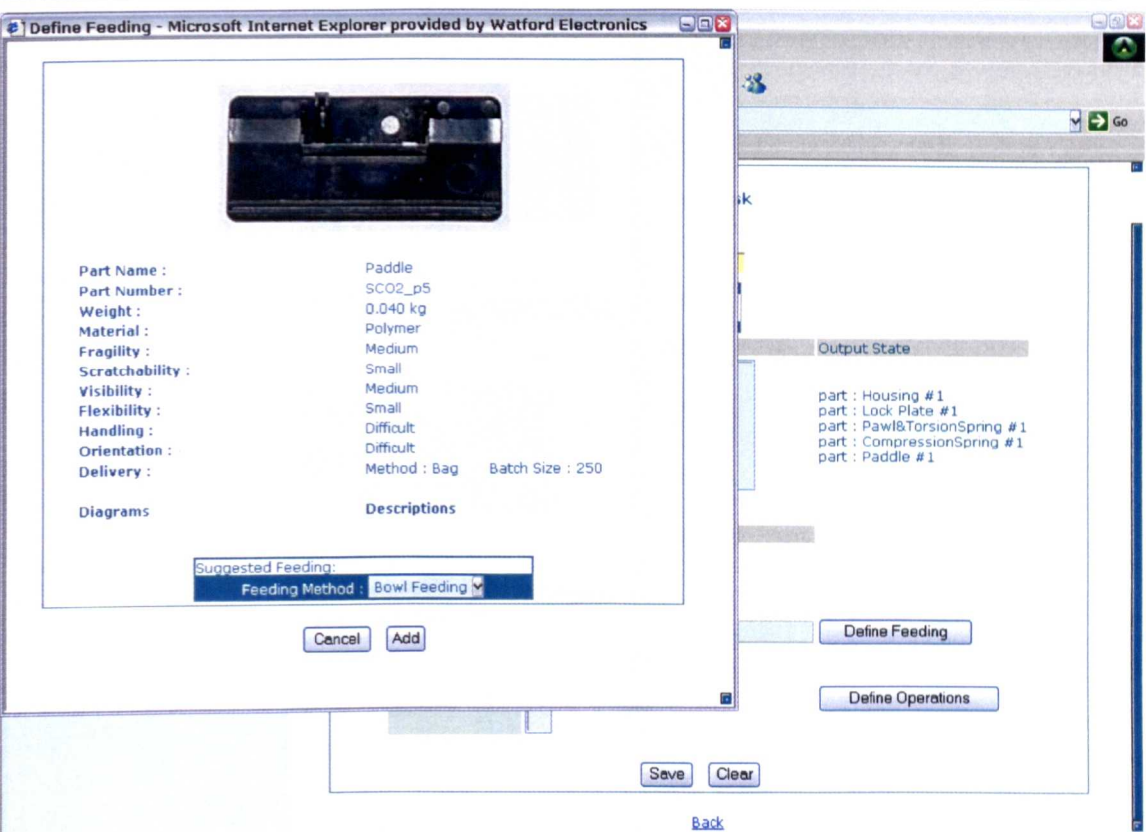 Define Feeding - Microsoft Internet Explorer provided by Watford Electronics
Part Name : Paddle
Part Number : SCO2_p5
Weight : 0.040 kg
Material : Polymer
Fragility : Medium
Scratchability : Small
Visibility : Medium
Flexibility : Small
Handling : Difficult
Orientation : Difficult
Delivery : Method : Bag Batch Size : 250
Diagrams Descriptions
Suggested Feeding:
Feeding Method : Bowl Feeding
Cancel Add
Go
sk
Output State
part : Housing #1
part : Lock Plate #1
part : Pawl&TorsionSpring #1
part : CompressionSpring #1
part : Paddle #1
Define Feeding
Define Operations
Save Clear
Back